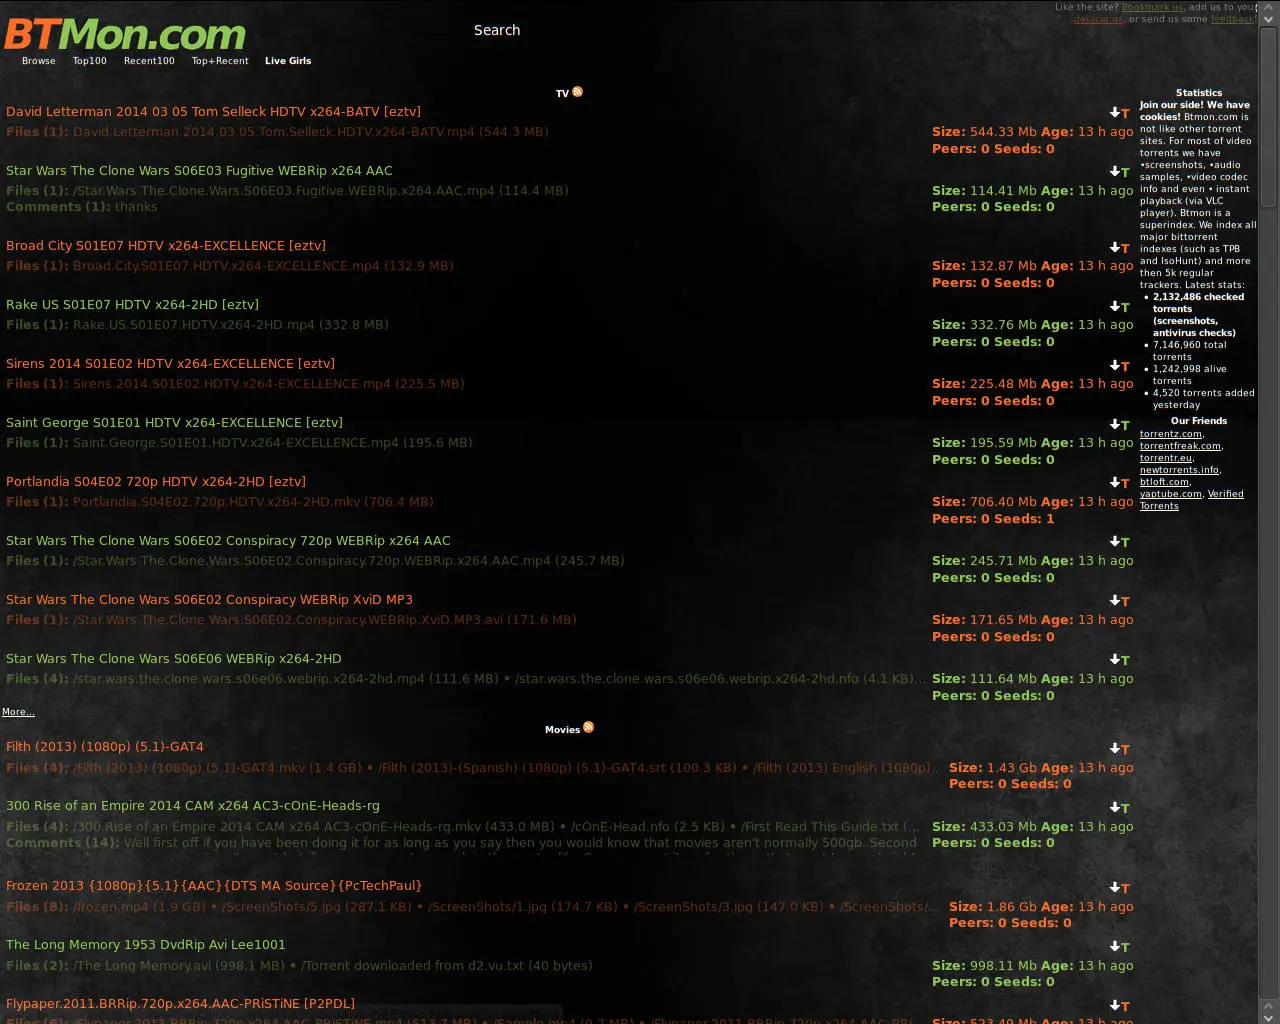 Like the site? Bookmark us, add us to your
del.icio.us, or send us some feedback!
BTMon.com
Search
Browse Top100 Recent100 Top+Recent Live Girls
TV
David Letterman 2014 03 05 Tom Selleck HDTV x264-BATV [eztv]
T
Files (1): David.Letterman.2014.03.05.Tom.Selleck.HDTV.x264-BATV.mp4 (544.3 MB)
Size: 544.33 Mb Age: 13 h ago
Peers: 0 Seeds: 0
Star Wars The Clone Wars S06E03 Fugitive WEBRip x264 AAC
T
Files (1): /Star.Wars.The.Clone.Wars.S06E03.Fugitive.WEBRip.x264.AAC.mp4 (114.4 MB)
Size: 114.41 Mb Age: 13 h ago
Comments (1): thanks
Peers: 0 Seeds: 0
Broad City S01E07 HDTV x264-EXCELLENCE [eztv]
T
Files (1): Broad.City.S01E07.HDTV.x264-EXCELLENCE.mp4 (132.9 MB)
Size: 132.87 Mb Age: 13 h ago
Peers: 0 Seeds: 0
Rake US S01E07 HDTV x264-2HD [eztv]
T
Files (1): Rake.US.S01E07.HDTV.x264-2HD.mp4 (332.8 MB)
Size: 332.76 Mb Age: 13 h ago
Peers: 0 Seeds: 0
Sirens 2014 S01E02 HDTV x264-EXCELLENCE [eztv]
T
Files (1): Sirens.2014.S01E02.HDTV.x264-EXCELLENCE.mp4 (225.5 MB)
Size: 225.48 Mb Age: 13 h ago
Peers: 0 Seeds: 0
Saint George S01E01 HDTV x264-EXCELLENCE [eztv]
T
Files (1): Saint.George.S01E01.HDTV.x264-EXCELLENCE.mp4 (195.6 MB)
Size: 195.59 Mb Age: 13 h ago
Peers: 0 Seeds: 0
Portlandia S04E02 720p HDTV x264-2HD [eztv]
T
Files (1): Portlandia.S04E02.720p.HDTV.x264-2HD.mkv (706.4 MB)
Size: 706.40 Mb Age: 13 h ago
Peers: 0 Seeds: 1
Star Wars The Clone Wars S06E02 Conspiracy 720p WEBRip x264 AAC
T
Files (1): /Star.Wars.The.Clone.Wars.S06E02.Conspiracy.720p.WEBRip.x264.AAC.mp4 (245.7 MB)
Size: 245.71 Mb Age: 13 h ago
Peers: 0 Seeds: 0
Star Wars The Clone Wars S06E02 Conspiracy WEBRip XviD MP3
T
Files (1): /Star.Wars.The.Clone.Wars.S06E02.Conspiracy.WEBRip.XviD.MP3.avi (171.6 MB)
Size: 171.65 Mb Age: 13 h ago
Peers: 0 Seeds: 0
Star Wars The Clone Wars S06E06 WEBRip x264-2HD
T
Files (4): /star.wars.the.clone.wars.s06e06.webrip.x264-2hd.mp4 (111.6 MB) • /star.wars.the.clone.wars.s06e06.webrip.x264-2hd.nfo (4.1 KB)...
Size: 111.64 Mb Age: 13 h ago
Peers: 0 Seeds: 0
More...
Movies
Filth (2013) (1080p) (5.1)-GAT4
T
Files (4): /Filth (2013) (1080p) (5.1)-GAT4.mkv (1.4 GB) • /Filth (2013)-(Spanish) (1080p) (5.1)-GAT4.srt (100.3 KB) • /Filth (2013) English (1080p)...
Size: 1.43 Gb Age: 13 h ago
Peers: 0 Seeds: 0
300 Rise of an Empire 2014 CAM x264 AC3-cOnE-Heads-rg
T
Files (4): /300 Rise of an Empire 2014 CAM x264 AC3-cOnE-Heads-rg.mkv (433.0 MB) • /cOnE-Head.nfo (2.5 KB) • /First Read This Guide.txt (...
Size: 433.03 Mb Age: 13 h ago
Comments (14): Well first off if you have been doing it for as long as you say then you would know that movies aren't normally 500gb. Second
Peers: 0 Seeds: 0
Frozen 2013 {1080p}{5.1}{AAC}{DTS MA Source}{PcTechPaul}
T
Files (8): /frozen.mp4 (1.9 GB) • /ScreenShots/5.jpg (287.1 KB) • /ScreenShots/1.jpg (174.7 KB) • /ScreenShots/3.jpg (147.0 KB) • /ScreenShots/...
Size: 1.86 Gb Age: 13 h ago
Peers: 0 Seeds: 0
The Long Memory 1953 DvdRip Avi Lee1001
T
Files (2): /The Long Memory.avi (998.1 MB) • /Torrent downloaded from d2.vu.txt (40 bytes)
Size: 998.11 Mb Age: 13 h ago
Peers: 0 Seeds: 0
Flypaper.2011.BRRip.720p.x264.AAC-PRiSTiNE [P2PDL]
T
Files (6): /Flypaper.2011.BRRip.720p.x264.AAC-PRiSTiNE.mp4 (513.7 MB) • /Sample.mp4 (9.7 MB) • /Flypaper.2011.BRRip.720p.x264.AAC-PRi...
Size: 523.49 Mb Age: 13 h ago
Statistics
Join our side! We have
cookies! Btmon.com is
not like other torrent
sites. For most of video
torrents we have
•screenshots, •audio
samples, •video codec
info and even • instant
playback (via VLC
player). Btmon is a
superindex. We index all
major bittorrent
indexes (such as TPB
and IsoHunt) and more
then 5k regular
trackers. Latest stats:
• 2,132,486 checked
torrents
(screenshots,
antivirus checks)
• 7,146,960 total
torrents
• 1,242,998 alive
torrents
• 4,520 torrents added
yesterday
Our Friends
torrentz.com,
torrentfreak.com,
torrentr.eu,
newtorrents.info,
btloft.com,
yaptube.com, Verified
Torrents